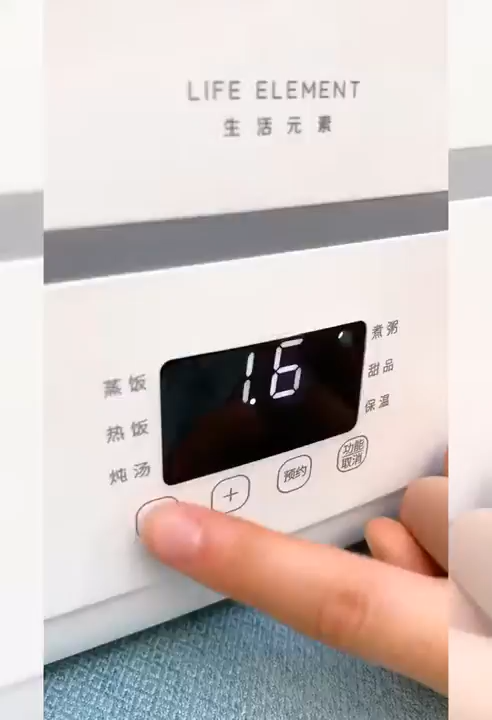 LIFE ELEMENT
生活元素
1.6
蒸饭
热饭
炖汤
煮粥
甜品
保温
+
预约
功能
取消